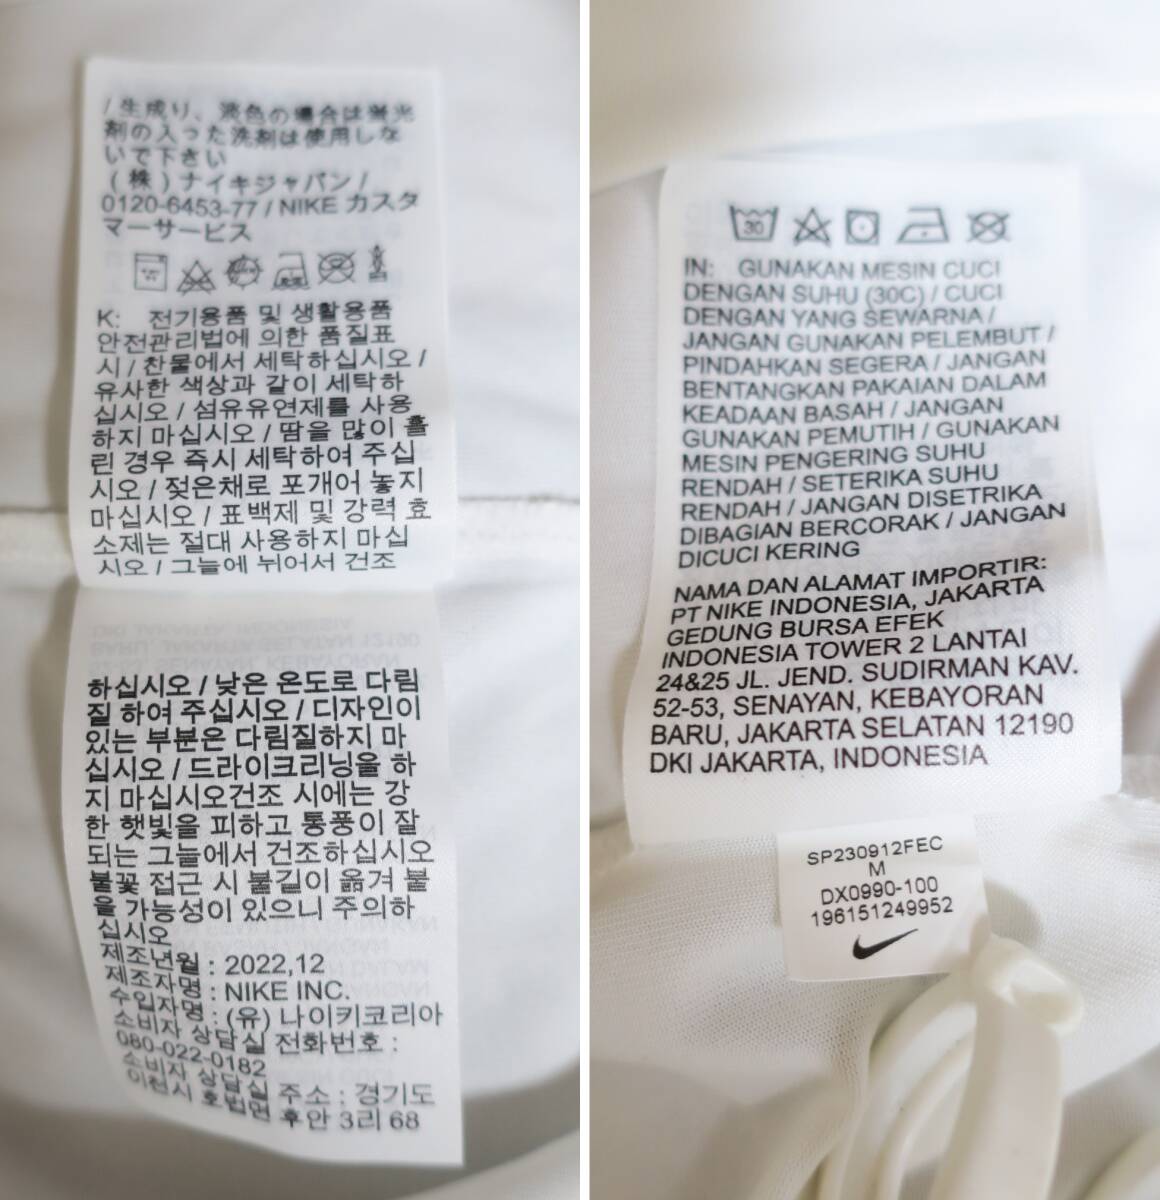 / 生成り、淡色の場合は蛍光
剤の入った洗剤は使用しな
いで下さい
(株)ナイキジャパン/
0120-6453-77 / NIKE カスタ
マーサービス
K: 전기용품 및 생활용품
안전관리법에 의한 품질표
시 / 찬물에서 세탁하십시오 /
유사한 색상과 같이 세탁하
십시오 / 섬유유연제를 사용
하지 마십시오 / 땀을 많이 흘
린 경우 즉시 세탁하여 주십
시오 / 젖은채로 포개어 놓지
마십시오 / 표백제 및 강력 효
소제는 절대 사용하지 마십
시오 / 그늘에 뉘어서 건조
하십시오 / 낮은 온도로 다림
질 하여 주십시오 / 디자인이
있는 부분은 다림질하지 마
십시오 / 드라이크리닝을 하
지 마십시오건조 시에는 강
한 햇빛을 피하고 통풍이 잘
되는 그늘에서 건조하십시오
불꽃 접근 시 불길이 옮겨 붙
을 가능성이 있으니 주의하
십시오
제조년월 : 2022,12
제조자명 : NIKE INC.
수입자명 : (유) 나이키코리아
소비자 상담실 전화번호 :
080-022-0182
소비자 상담실 주소 : 경기도
이천시 호법면 후안 3리 68
30
IN: GUNAKAN MESIN CUCI
DENGAN SUHU (30C) / CUCI
DENGAN YANG SEWARNA /
JANGAN GUNAKAN PELEMBUT /
PINDAHKAN SEGERA / JANGAN
BENTANGKAN PAKAIAN DALAM
KEADAAN BASAH / JANGAN
GUNAKAN PEMUTIH / GUNAKAN
MESIN PENGERING SUHU
RENDAH / SETERIKA SUHU
RENDAH / JANGAN DISETRIKA
DIBAGIAN BERCORAK / JANGAN
DICUCI KERING
NAMA DAN ALAMAT IMPORTIR:
PT NIKE INDONESIA, JAKARTA
GEDUNG BURSA EFEK
INDONESIA TOWER 2 LANTAI
24&25 JL. JEND. SUDIRMAN KAV.
52-53, SENAYAN, KEBAYORAN
BARU, JAKARTA SELATAN 12190
DKI JAKARTA, INDONESIA
SP230912FEC
M
DX0990-100
196151249952